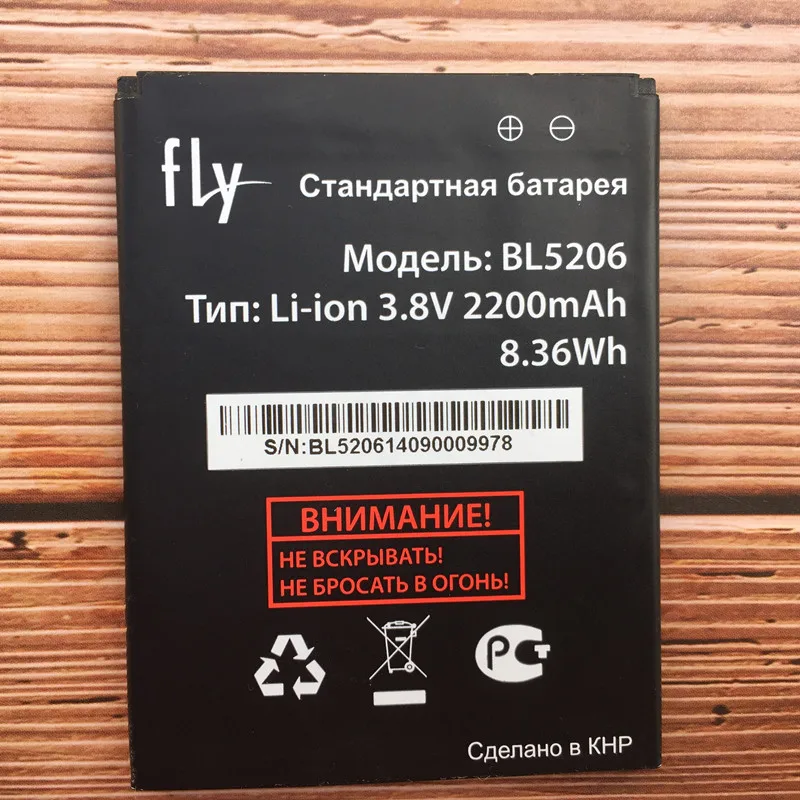 fly
Стандартная батарея
Модель: BL5206
Тип: Li-ion 3.8V 2200mAh
8.36Wh
S/N:BL520614090009978
ВНИМАНИЕ!
НЕ ВСКРЫВАТЬ!
НЕ БРОСАТЬ В ОГОНЬ!
РСТ
Сделано в КНР